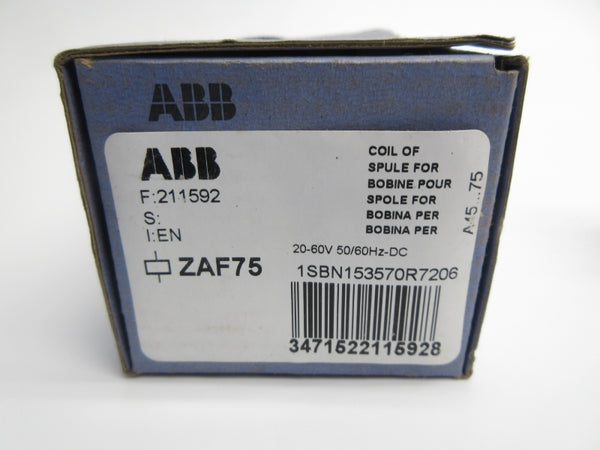 ABB
ABB
F:211592
S:
I:EN
ZAF75
COIL OF
SPULE FOR
BOBINE POUR
SPOLE FOR
BOBINA PER
BOBINA PER
A45...75
20-60V 50/60Hz-DC
1SBN153570R7206
3471522115928